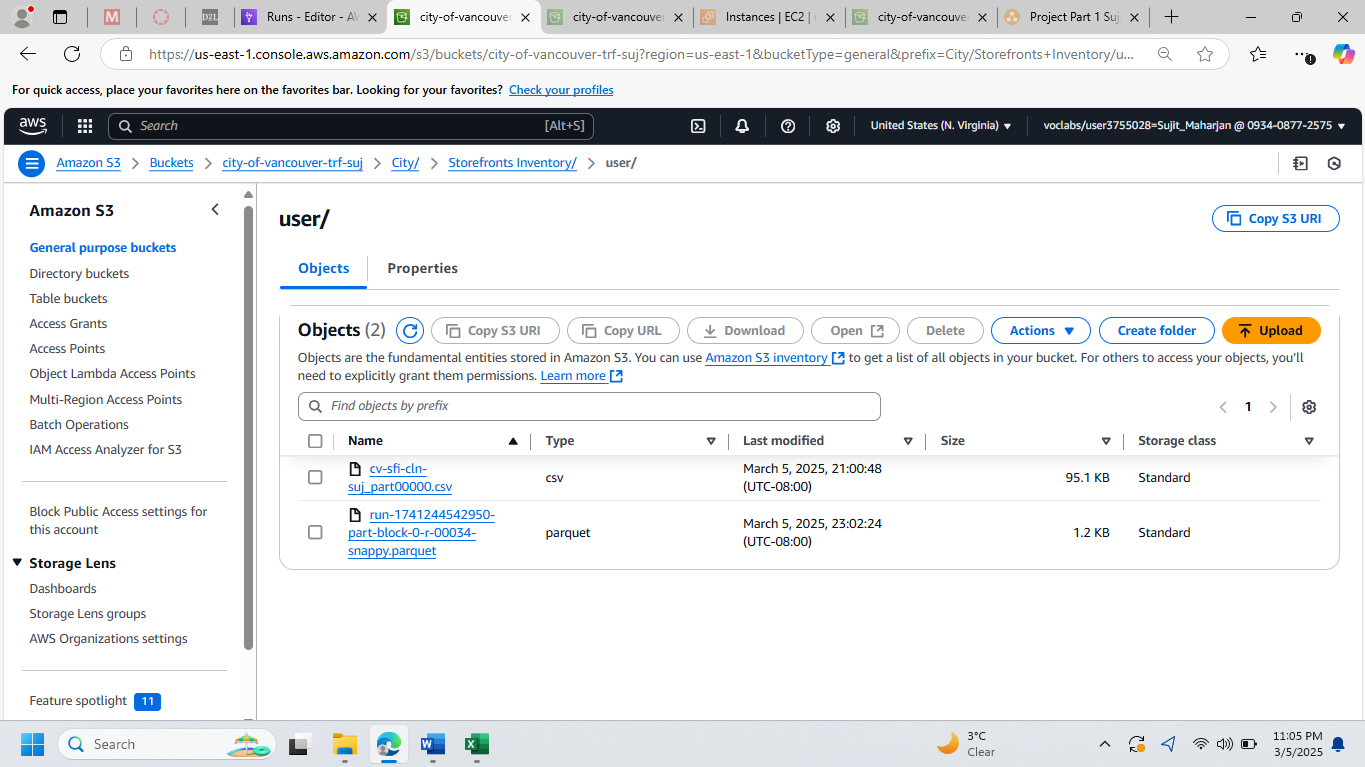 M
D2L
Runs - Editor - AW
city-of-vancouver
city-of-vancouver
Instances | EC2 | u
city-of-vancouver
Project Part 1 Suj
https://us-east-1.console.aws.amazon.com/s3/buckets/city-of-vancouver-trf-suj?region=us-east-1&bucketType=general&prefix=City/Storefronts+Inventory/u...
For quick access, place your favorites here on the favorites bar. Looking for your favorites? Check your profiles
aws
Search
[Alt+S]
United States (N. Virginia)
voclabs/user3755028=Sujit_Maharjan @ 0934-0877-2575
Amazon S3
Buckets
city-of-vancouver-trf-suj
City/
Storefronts Inventory/
user/
Amazon S3
General purpose buckets
Directory buckets
Table buckets
Access Grants
Access Points
Object Lambda Access Points
Multi-Region Access Points
Batch Operations
IAM Access Analyzer for S3
Block Public Access settings for
this account
Storage Lens
Dashboards
Storage Lens groups
AWS Organizations settings
Feature spotlight 11
user/
Copy S3 URI
Objects
Properties
Objects (2)
Copy S3 URI
Copy URL
Download
Open
Delete
Actions
Create folder
Upload
Objects are the fundamental entities stored in Amazon S3. You can use Amazon S3 inventory to get a list of all objects in your bucket. For others to access your objects, you'll
need to explicitly grant them permissions. Learn more
Find objects by prefix
1
Name
Type
Last modified
Size
Storage class
cv-sfi-cln-
suj_part00000.csv
csv
March 5, 2025, 21:00:48
(UTC-08:00)
95.1 KB
Standard
run-1741244542950-
part-block-0-r-00034-
snappy.parquet
parquet
March 5, 2025, 23:02:24
(UTC-08:00)
1.2 KB
Standard
Search
3°C
Clear
11:05 PM
3/5/2025